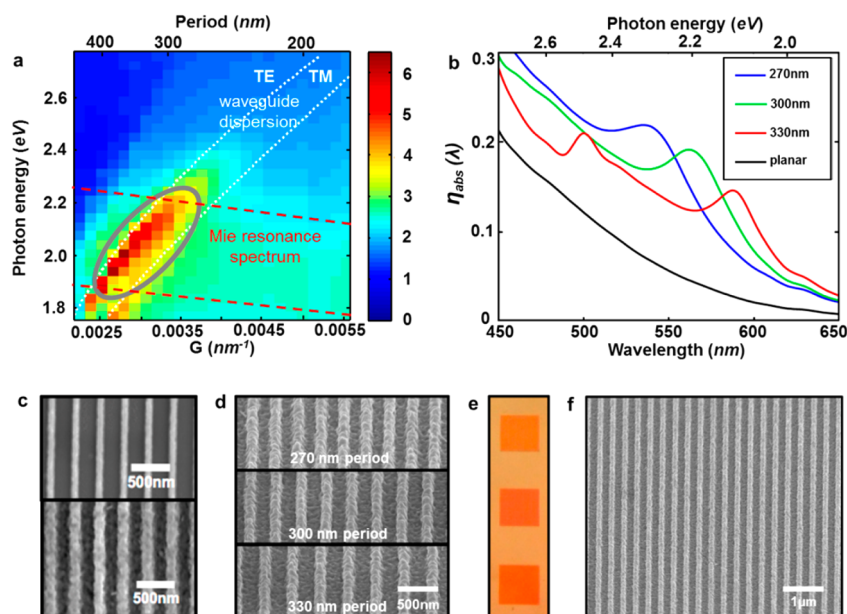 Period (nm)
400 300 200
a
2.6
2.4
2.2
2.0
1.8
Photon energy (eV)
TE TM
waveguide
dispersion
Mie resonance
spectrum
0.0025 0.0035 0.0045 0.0055
G (nm-1)
6
5
4
3
2
1
0
Photon energy (eV)
2.6 2.4 2.2 2.0
b
0.3
0.2
0.1
0
ηabs (λ)
270nm
300nm
330nm
planar
450 500 550 600 650
Wavelength (nm)
c
500nm
500nm
d
270 nm period
300 nm period
330 nm period
500nm
e
f
1μm